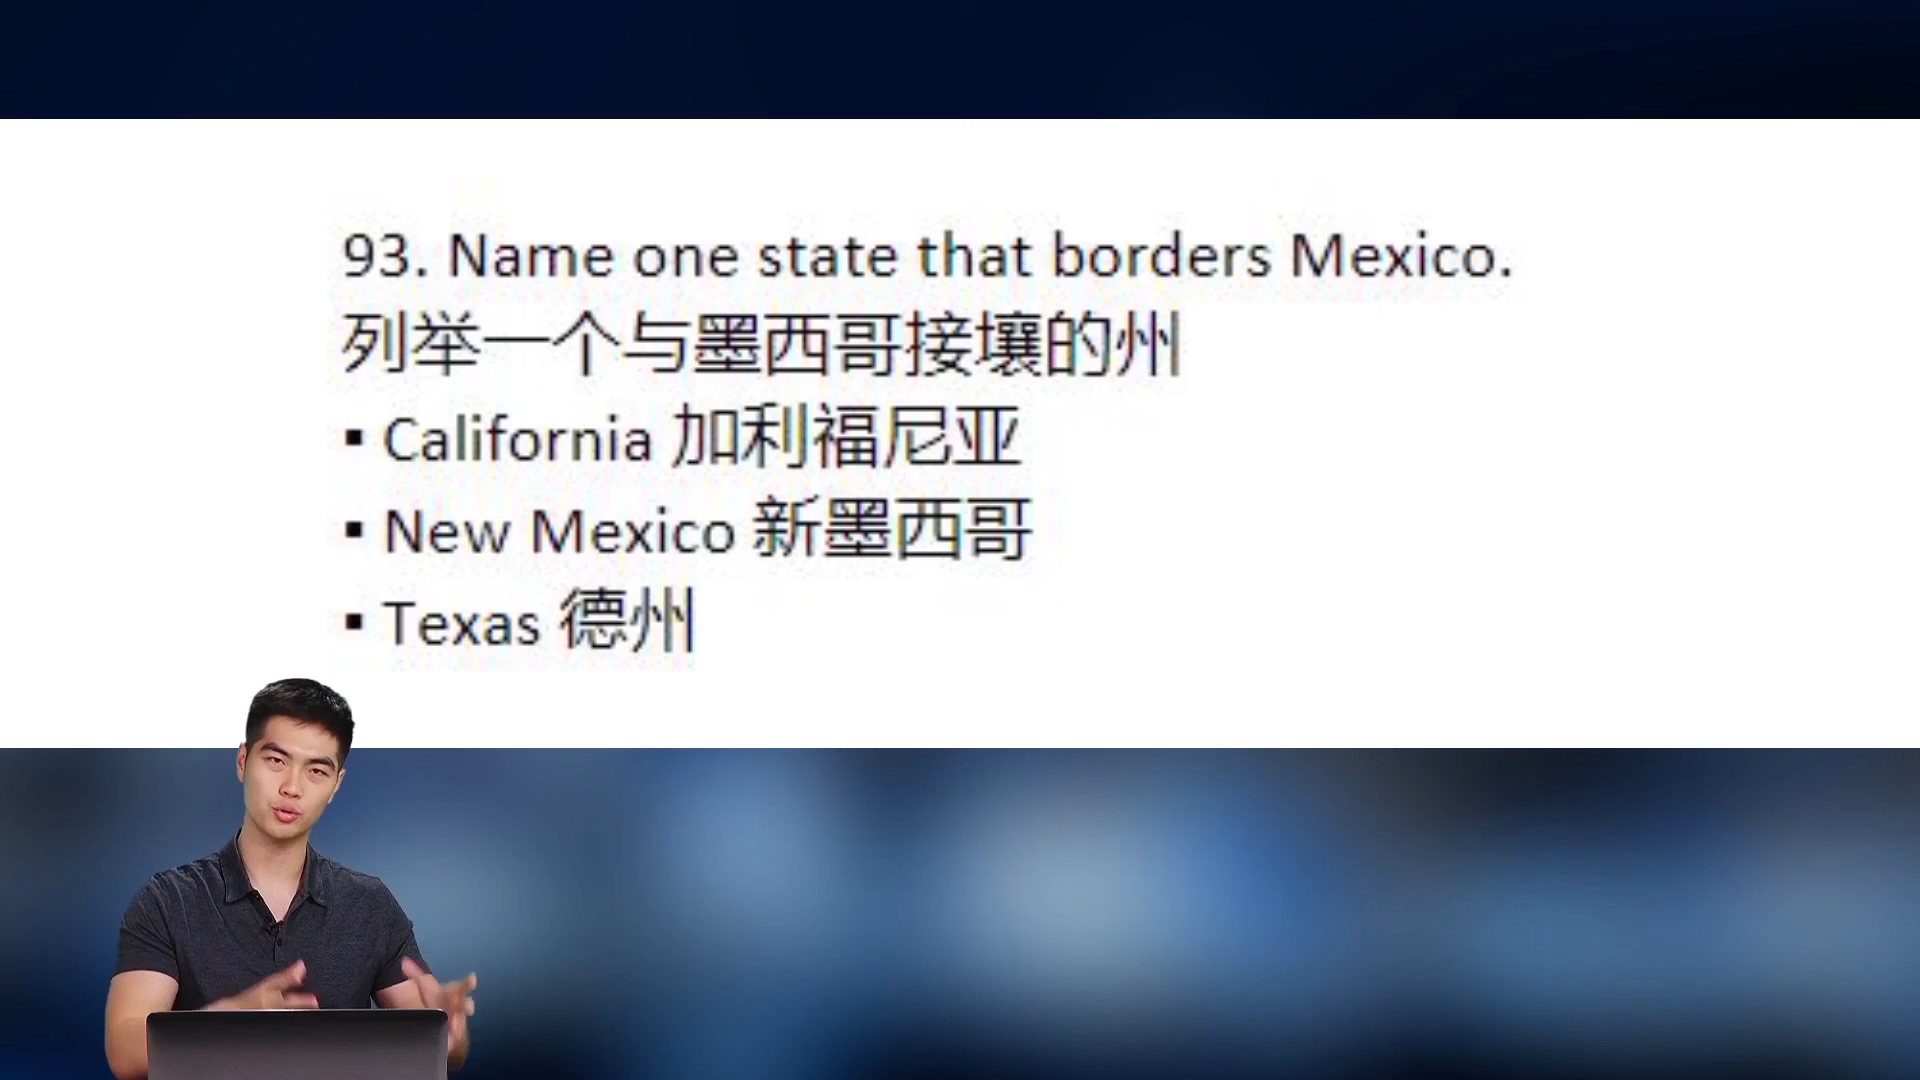 93. Name one state that borders Mexico.
列举一个与墨西哥接壤的州
▪ California 加利福尼亚
▪ New Mexico 新墨西哥
▪ Texas 德州